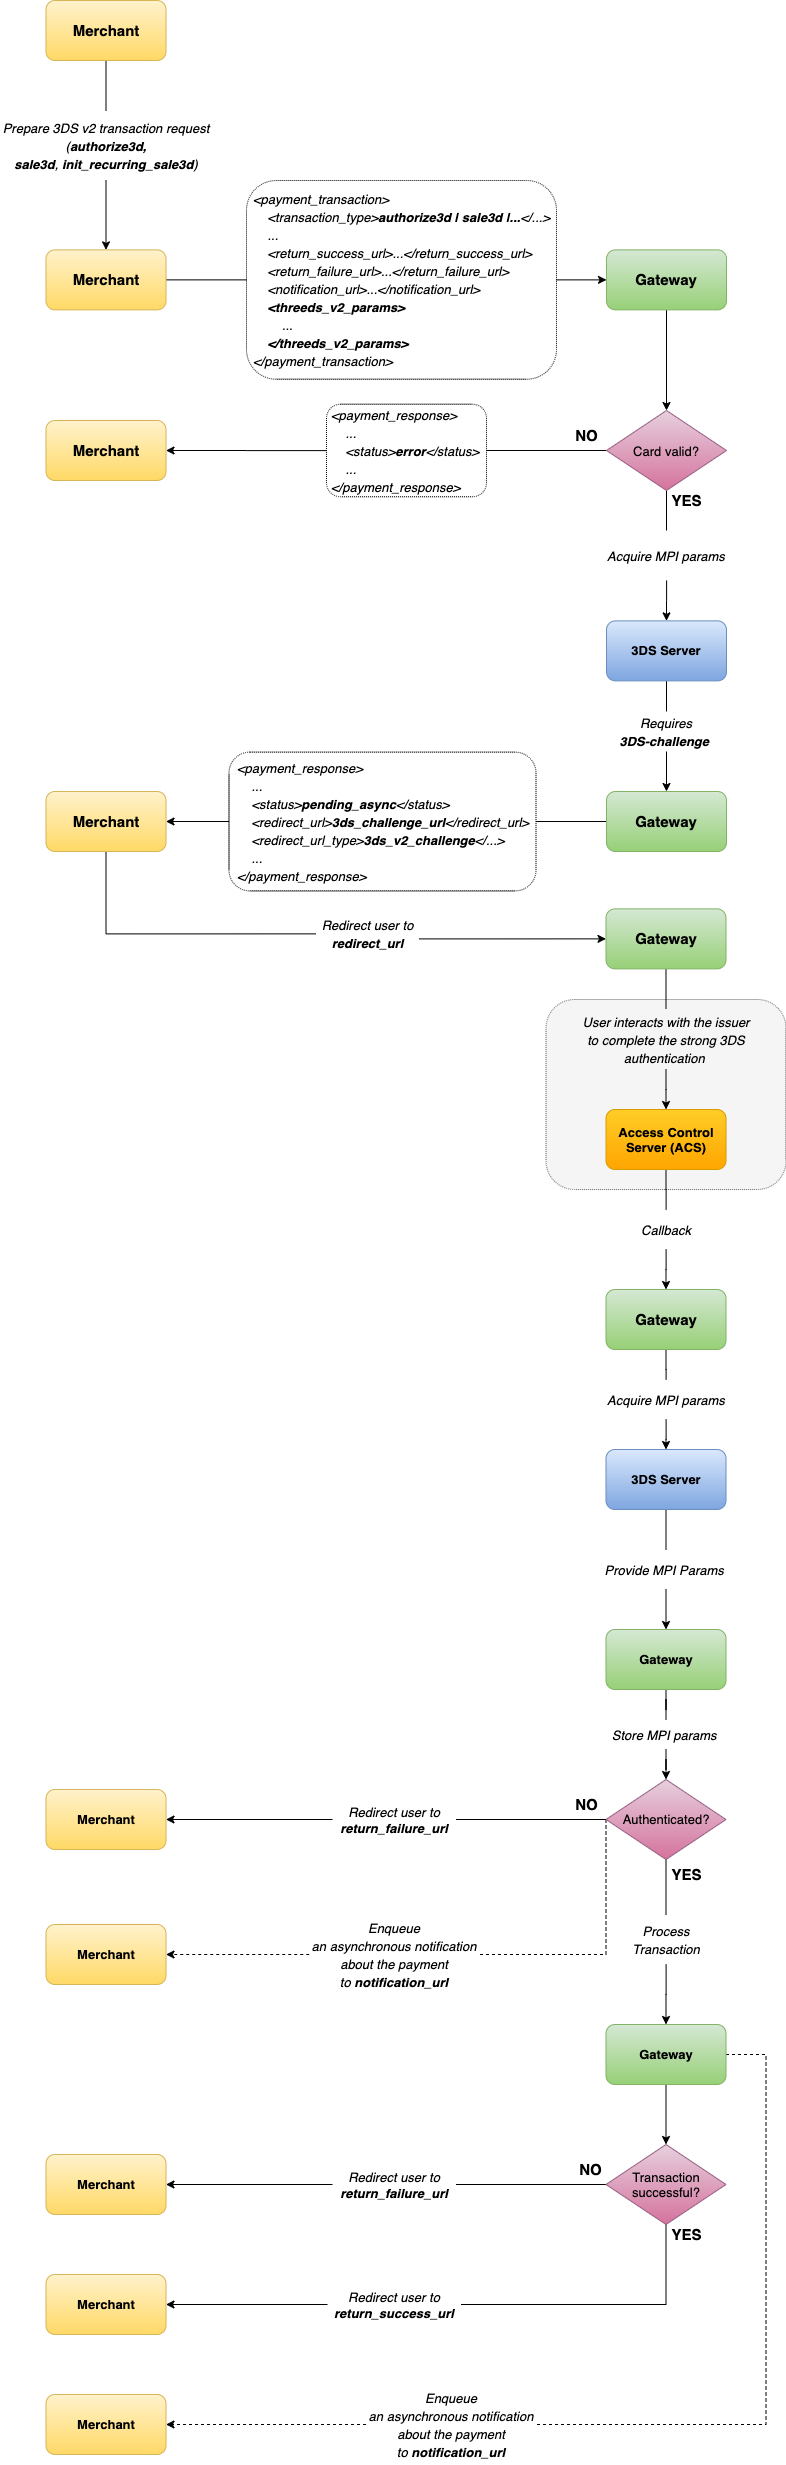 Merchant
Prepare 3DS v2 transaction request
(authorize3d,
sale3d, init_recurring_sale3d)
Merchant
<payment_transaction>
<transaction_type>authorize3d | sale3d |...</...>
...
<return_success_url>...</return_success_url>
<return_failure_url>...</return_failure_url>
<notification_url>...</notification_url>
<threeds_v2_params>
...
</threeds_v2_params>
</payment_transaction>
Gateway
Merchant
<payment_response>
...
<status>error</status>
...
</payment_response>
NO
Card valid?
YES
Acquire MPI params
3DS Server
Requires
3DS-challenge
Merchant
<payment_response>
...
<status>pending_async</status>
<redirect_url>3ds_challenge_url</redirect_url>
<redirect_url_type>3ds_v2_challenge</...>
...
</payment_response>
Gateway
Redirect user to
redirect_url
Gateway
User interacts with the issuer
to complete the strong 3DS
authentication
Access Control
Server (ACS)
Callback
Gateway
Acquire MPI params
3DS Server
Provide MPI Params
Gateway
Store MPI params
Merchant
Redirect user to
return_failure_url
NO
Authenticated?
YES
Merchant
Enqueue
an asynchronous notification
about the payment
to notification_url
Process
Transaction
Gateway
Merchant
Redirect user to
return_failure_url
NO
Transaction
successful?
YES
Merchant
Redirect user to
return_success_url
Merchant
Enqueue
an asynchronous notification
about the payment
to notification_url